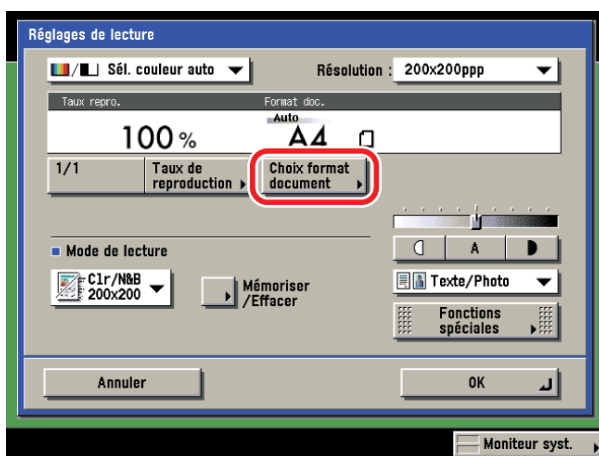 Réglages de lecture
Sél. couleur auto
Résolution : 200x200ppp
Taux repro.
Format doc.
Auto
100 %
A4
1/1
Taux de
reproduction
Choix format
document
Mode de lecture
A
Clr/N&B
200x200
Mémoriser
/Effacer
Texte/Photo
Fonctions
spéciales
Annuler
OK
Moniteur syst.